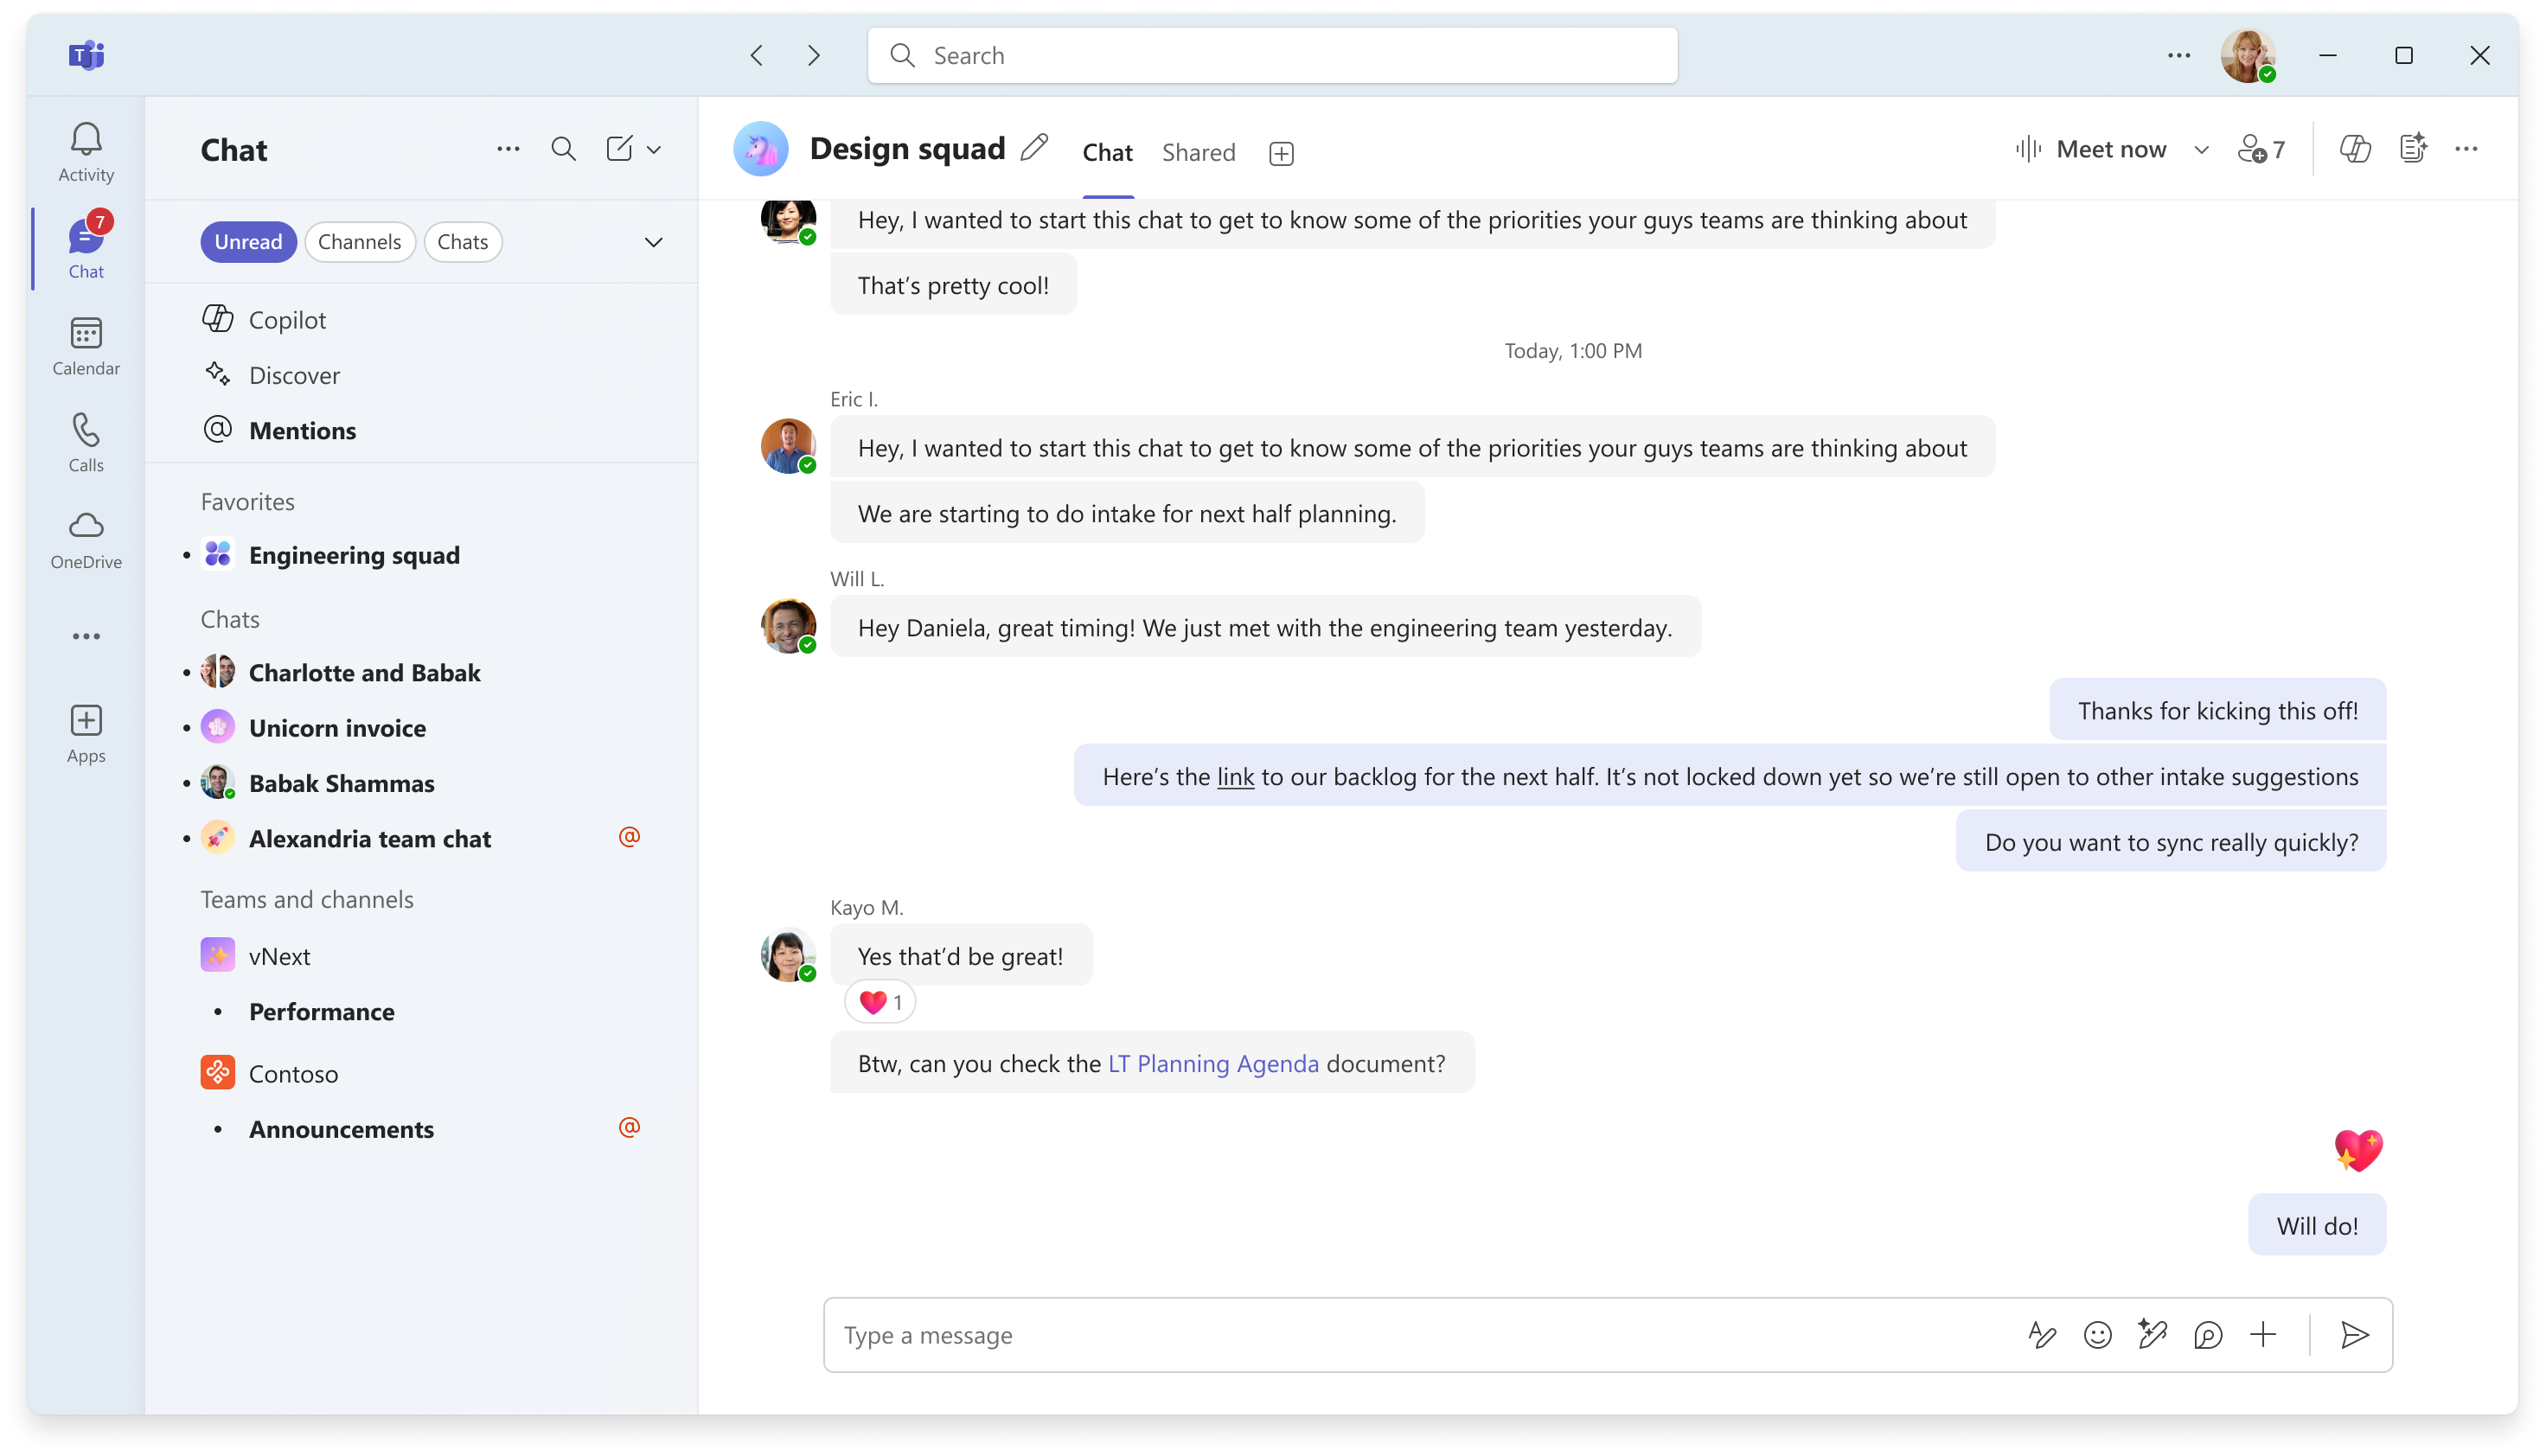 T
Search
Activity
7
Chat
Calendar
Calls
OneDrive
Apps
Chat
Unread
Channels
Chats
Copilot
Discover
Mentions
Favorites
Engineering squad
Chats
Charlotte and Babak
Unicorn invoice
Babak Shammas
Alexandria team chat
@
Teams and channels
vNext
Performance
Contoso
Announcements
@
Design squad
Chat
Shared
Meet now
7
Hey, I wanted to start this chat to get to know some of the priorities your guys teams are thinking about
That’s pretty cool!
Today, 1:00 PM
Eric I.
Hey, I wanted to start this chat to get to know some of the priorities your guys teams are thinking about
We are starting to do intake for next half planning.
Will L.
Hey Daniela, great timing! We just met with the engineering team yesterday.
Thanks for kicking this off!
Here’s the link to our backlog for the next half. It’s not locked down yet so we’re still open to other intake suggestions
Do you want to sync really quickly?
Kayo M.
Yes that’d be great!
1
Btw, can you check the LT Planning Agenda document?
Will do!
Type a message